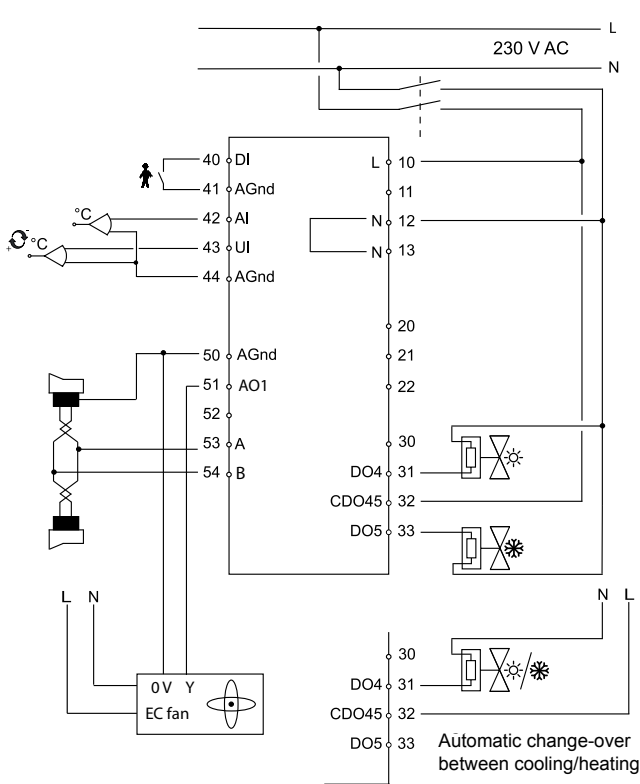 L
230 V AC
N
40 DI
L 10
41 AGnd
11
°C
42 AI
N 12
°C
43 UI
N 13
44 AGnd
20
50 AGnd
21
51 AO1
22
52
53 A
30
54 B
DO4 31
CDO45 32
DO5 33
L N
N L
0 V Y
EC fan
30
DO4 31
CDO45 32
DO5 33
Automatic change-over
between cooling/heating